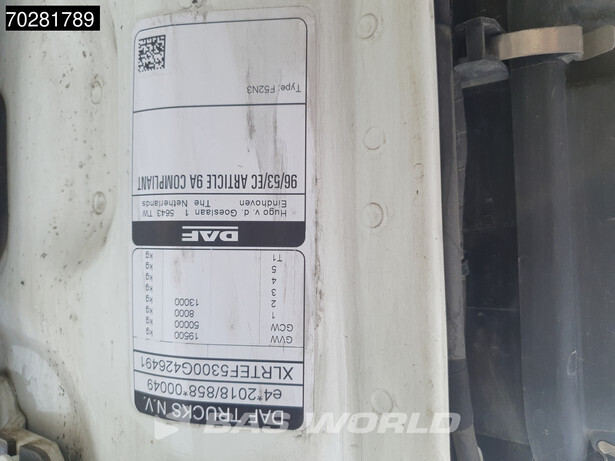 70281789
DAF TRUCKS N.V.
e4*2018/858*00049
XLRTEF5300G426491
GVW 19500 kg
GCW 50000 kg
1 8000 kg
2 13000 kg
3 kg
4 kg
5 kg
T1 kg
DAF
Hugo v. d. Goeslaan 1 5643 TW
Eindhoven The Netherlands
96/53/EC ARTICLE 9A COMPLIANT
Type: F52N3
BAS WORLD